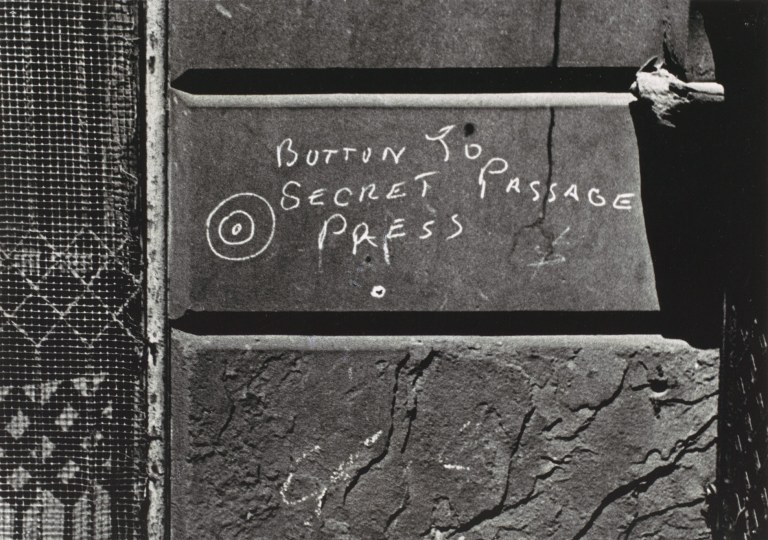 BUTTON TO
SECRET PASSAGE
PRESS